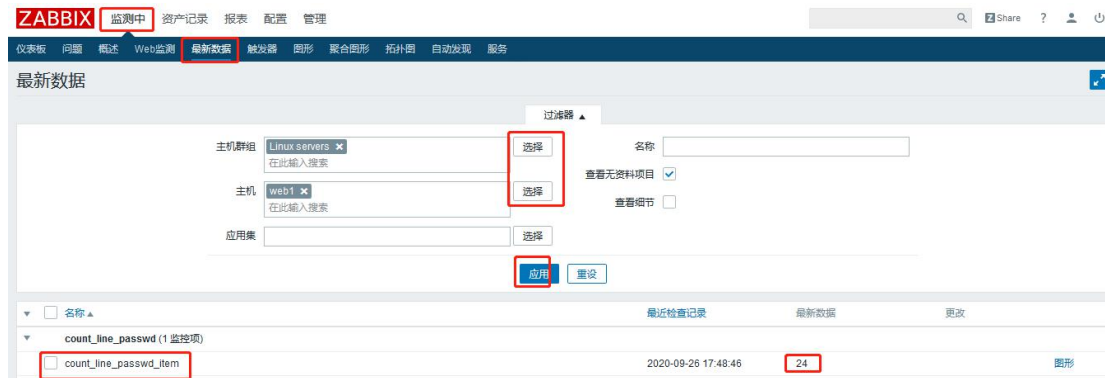 ZABBIX 监测中 资产记录 报表 配置 管理 Z Share ?
仪表板 问题 概述 Web监测 最新数据 触发器 图形 聚合图形 拓扑图 自动发现 服务
最新数据
过滤器 ▲
主机群组 Linux servers × 选择 名称
在此输入搜索
查看无资料项目
主机 web1 × 选择
查看细节
在此输入搜索
应用集 选择
应用 重设
名称▲ 最近检查记录 最新数据 更改
count_line_passwd (1 监控项)
count_line_passwd_item 2020-09-26 17:48:46 24 图形